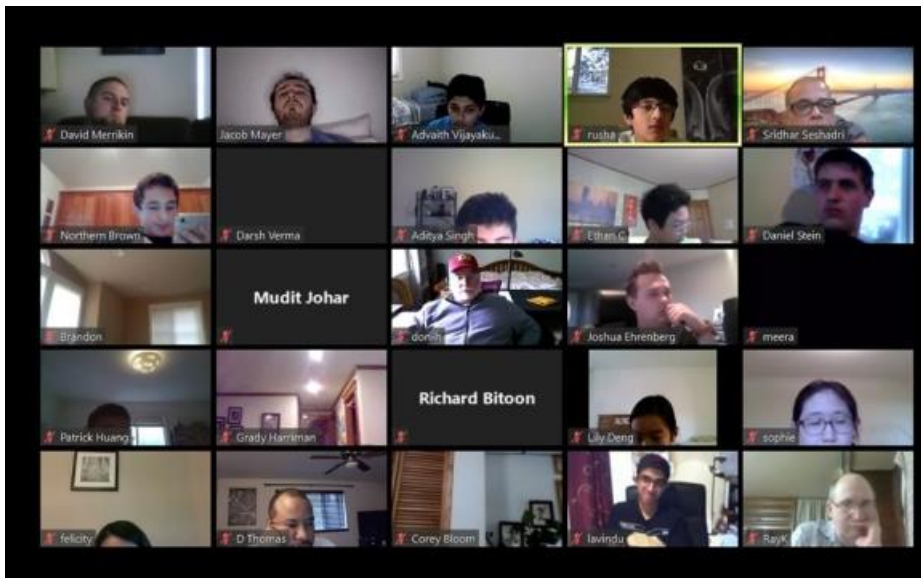 David Merrikin
Jacob Mayer
Advaith Vijayaku...
rusha
Sridhar Seshadri
Northern Brown
Darsh Verma
Aditya Singh
Ethan C
Daniel Stein
Brandon
Mudit Johar
don-h
Joshua Ehrenberg
meera
Patrick Huang
Grady Harriman
Richard Bitoon
Lily Deng
sophie
felicity
D Thomas
Corey Bloom
lavindu
RayK